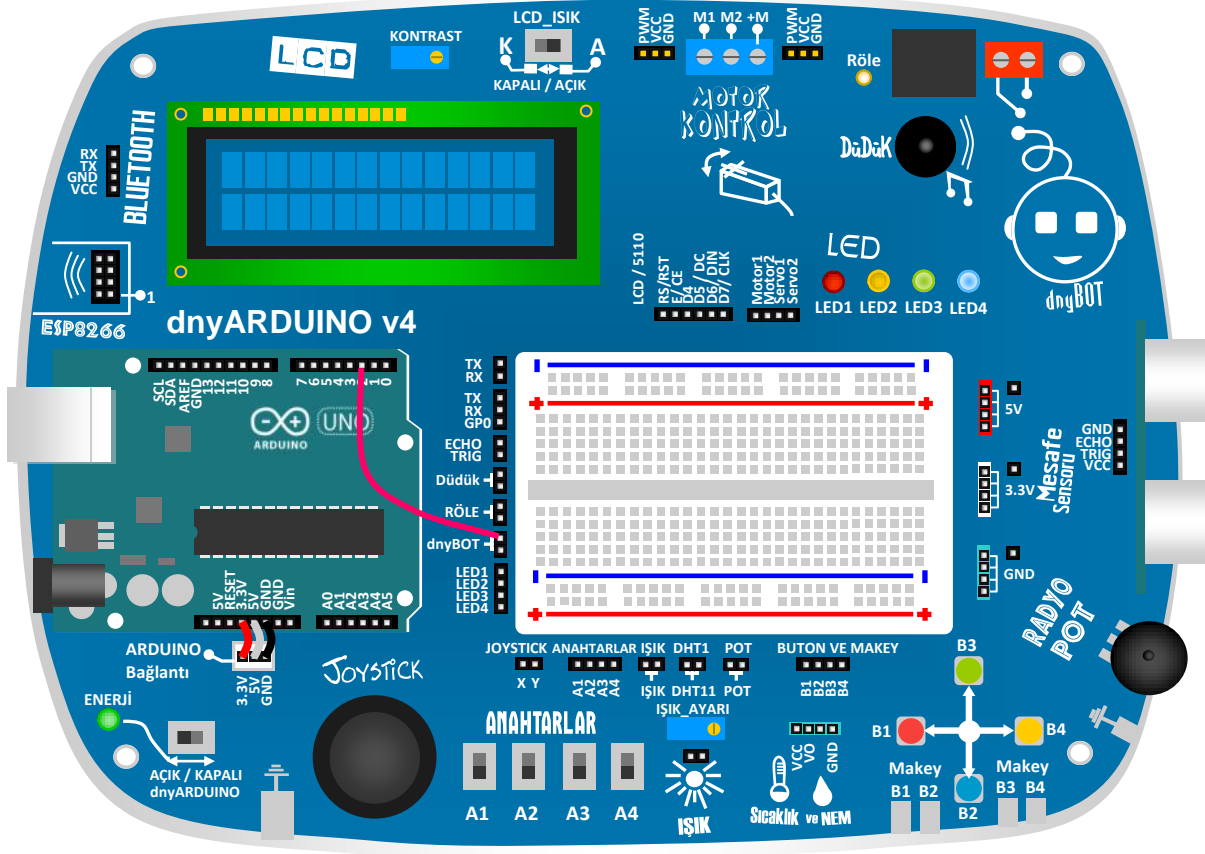 LCD
KONTRAST
LCD_ISIK
K A
KAPALI / AÇIK
PWM
VCC
GND
M1 M2 +M
PWM
VCC
GND
Röle
MOTOR
KONTROL
DüDüK
BLUETOOTH
RX
TX
GND
VCC
ESP8266
1
LCD / 5110
RS/RST
E/CE
D4
D5 / DC
D6/ DIN
D7/ CLK
Motor1
Motor2
Servo1
Servo2
LED
LED1 LED2 LED3 LED4
dnyBOT
dnyARDUINO v4
SCL
SDA
AREF
GND
13
12
11
10
9
8
7
6
5
4
3
2
1
0
UNO
ARDUINO
TX
RX
TX
RX
GP0
ECHO
TRIG
Düdük
RÖLE
dnyBOT
LED1
LED2
LED3
LED4
5V
3.3V
GND
Mesafe
Sensoru
GND
ECHO
TRIG
VCC
RADYO
POT
5V
RESET
3.3V
5V
GND
GND
Vin
A0
A1
A2
A3
A4
A5
ARDUINO
Bağlantı
3.3V
5V
GND
ENERJİ
AÇIK / KAPALI
dnyARDUINO
JOYSTICK
JOYSTICK ANAHTARLAR IŞIK DHT1 POT
X Y
A1
A2
A3
A4
IŞIK DHT11 POT
IŞIK_AYARI
BUTON VE MAKEY
B1
B2
B3
B4
ANAHTARLAR
A1 A2 A3 A4
IŞIK
VCC
VO
GND
Sıcaklık ve NEM
B3
B1
B4
B2
Makey
B1 B2
Makey
B3 B4